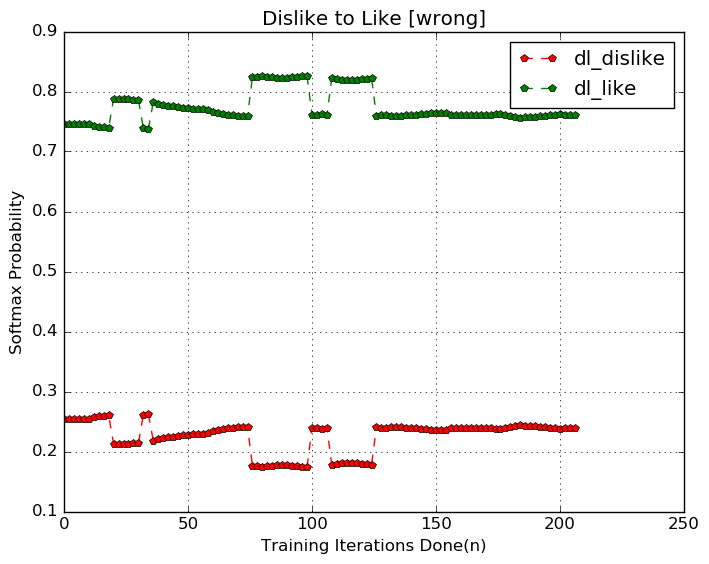 Dislike to Like [wrong]
0.9
0.8
0.7
0.6
0.5
0.4
0.3
0.2
0.1
Softmax Probability
dl_dislike
dl_like
0 50 100 150 200 250
Training Iterations Done(n)